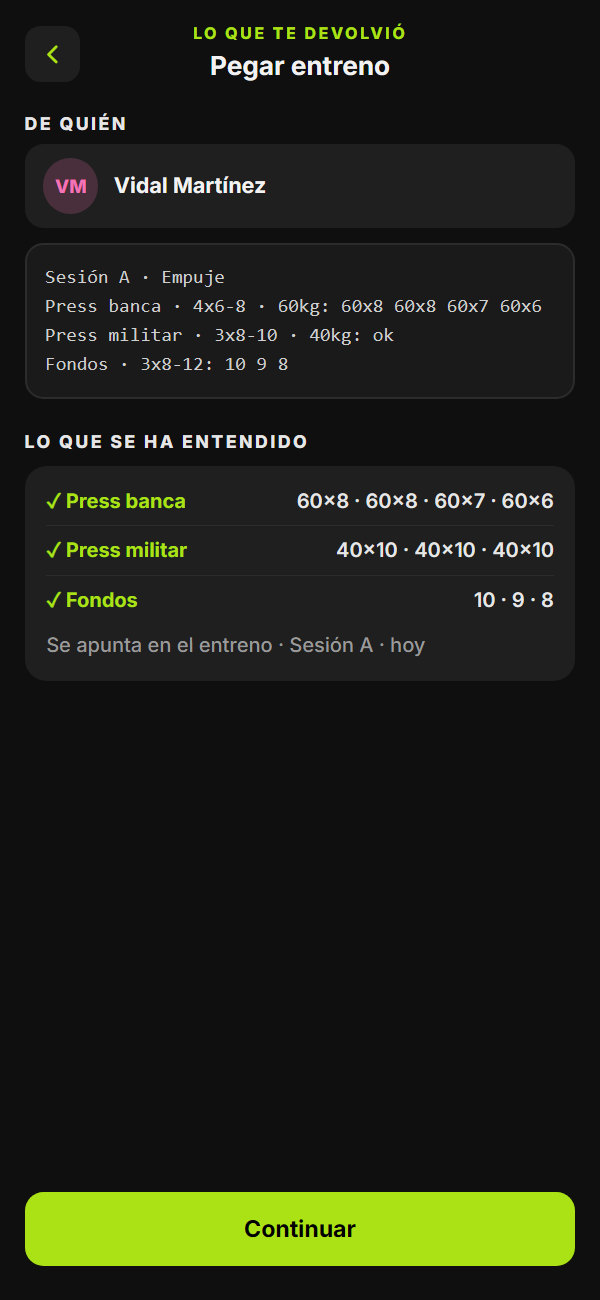 LO QUE TE DEVOLVIÓ
Pegar entreno
DE QUIÉN
VM Vidal Martínez
Sesión A · Empuje
Press banca · 4x6-8 · 60kg: 60x8 60x8 60x7 60x6
Press militar · 3x8-10 · 40kg: ok
Fondos · 3x8-12: 10 9 8
LO QUE SE HA ENTENDIDO
✓ Press banca 60×8 · 60×8 · 60×7 · 60×6
✓ Press militar 40×10 · 40×10 · 40×10
✓ Fondos 10 · 9 · 8
Se apunta en el entreno · Sesión A · hoy
Continuar